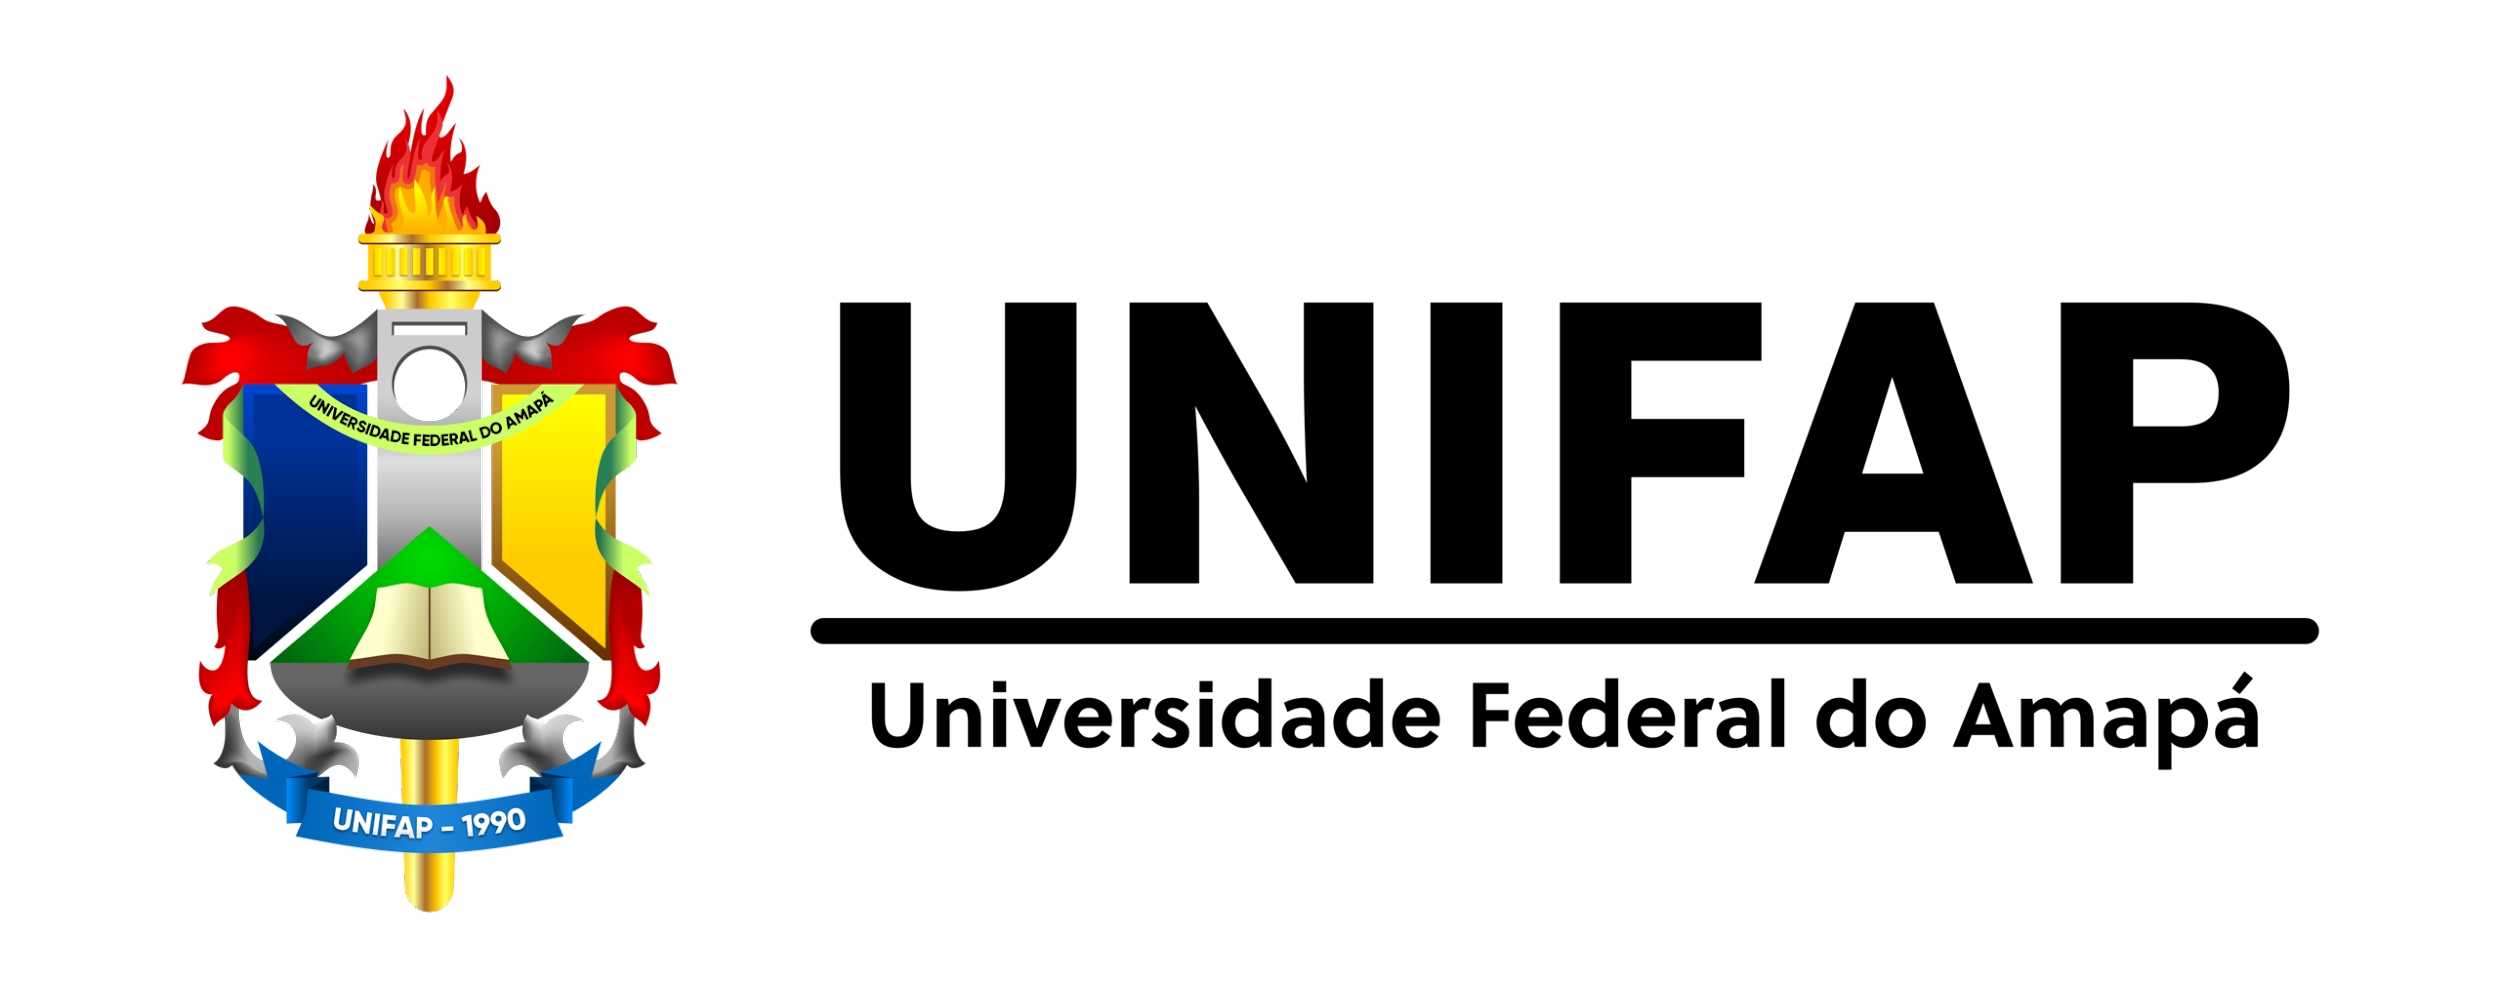 UNIVERSIDADE FEDERAL DO AMAPÁ
UNIFAP - 1990
UNIFAP
Universidade Federal do Amapá